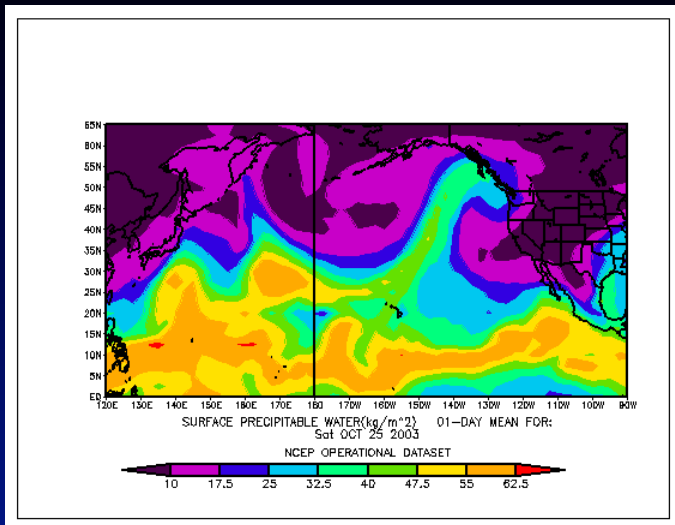 65N
60N
55N
50N
45N
40N
35N
30N
25N
20N
15N
10N
5N
EQ
120E 130E 140E 150E 160E 170E 180 170W 160W 150W 140W 130W 120W 110W 100W 90W
SURFACE PRECIPITABLE WATER(kg/m^2) 01-DAY MEAN FOR:
Sat OCT 25 2003
NCEP OPERATIONAL DATASET
10 17.5 25 32.5 40 47.5 55 62.5